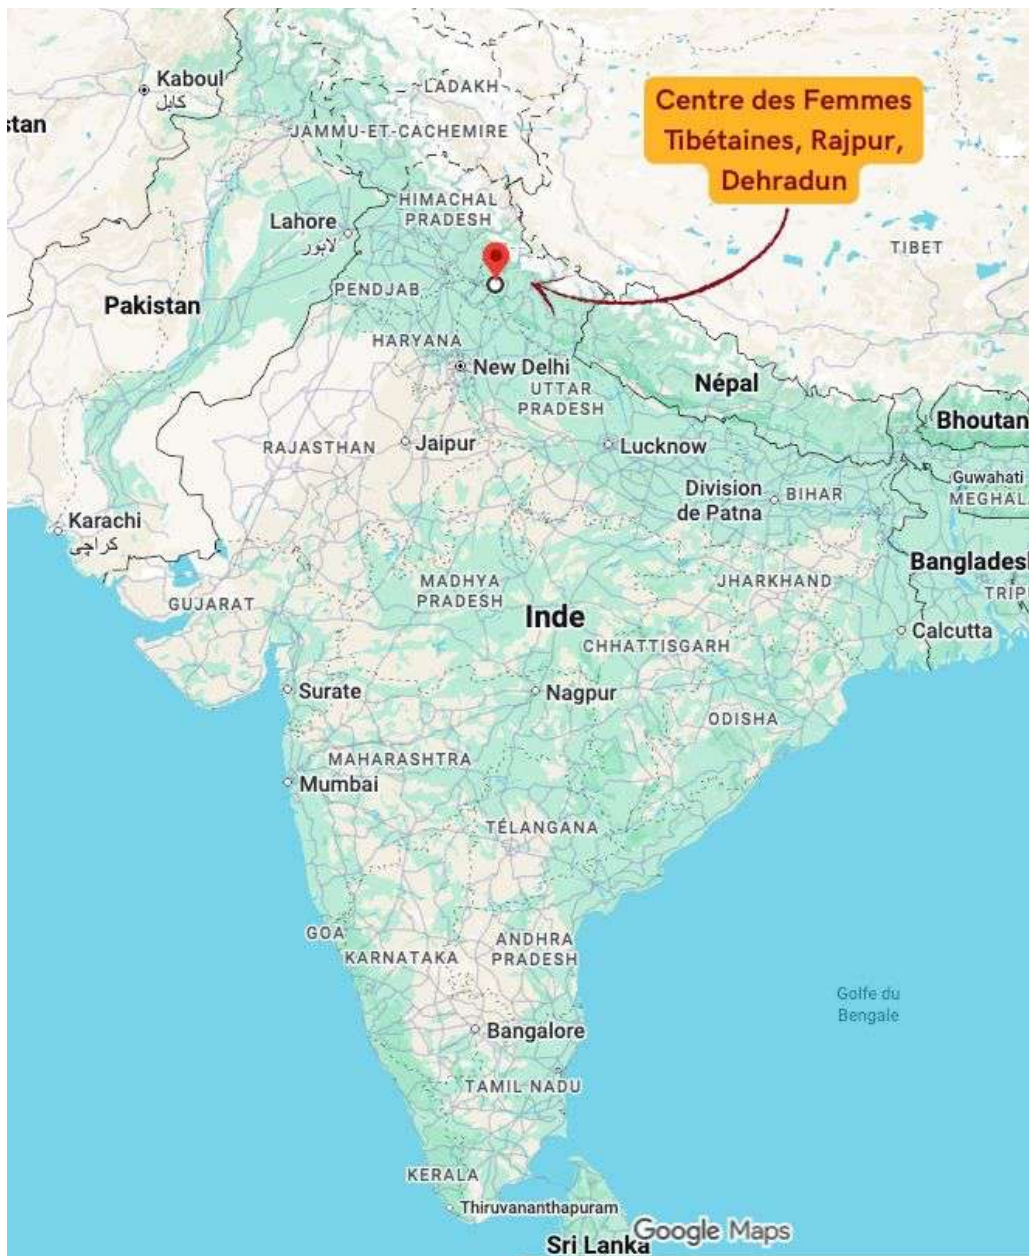 Kaboul
کابل
stan
LADAKH
JAMMU-ET-CACHEMIRE
Centre des Femmes
Tibétaines, Rajpur,
Dehradun
HIMACHAL
PRADESH
Lahore
لاہور
TIBET
PENDJAB
Pakistan
HARYANA
New Delhi
UTTAR
PRADESH
Népal
Bhoutan
RAJASTHAN
Jaipur
Lucknow
Guwahati
MEGHAL
Division
de Patna
BIHAR
Karachi
کراچی
Bangladesh
MADHYA
PRADESH
JHARKHAND
TRIPU
GUJARAT
Inde
CHHATTISGARH
Calcutta
Surate
Nagpur
ODISHA
MAHARASHTRA
Mumbai
TÉLANGANA
GOA
KARNATAKA
ANDHRA
PRADESH
Golfe du
Bengale
Bangalore
TAMIL NADU
KERALA
Thiruvananthapuram
Google Maps
Sri Lanka